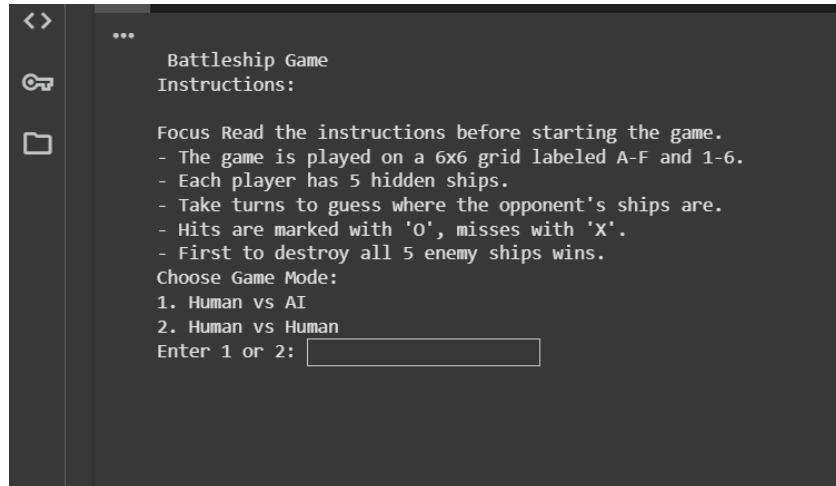 Battleship Game
Instructions:
Focus Read the instructions before starting the game.
- The game is played on a 6x6 grid labeled A-F and 1-6.
- Each player has 5 hidden ships.
- Take turns to guess where the opponent's ships are.
- Hits are marked with 'O', misses with 'X'.
- First to destroy all 5 enemy ships wins.
Choose Game Mode:
1. Human vs AI
2. Human vs Human
Enter 1 or 2: